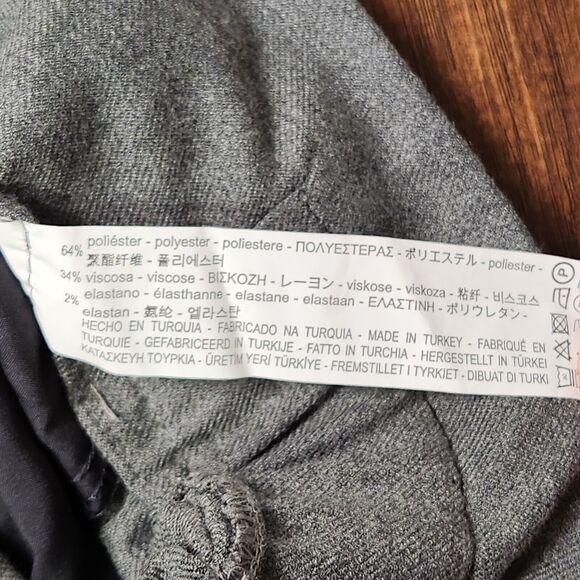 64% poliéster - polyester - poliestere - ΠΟΛΥΕΣΤΕΡΑΣ - ポリエステル - poliester -
聚酯纤维 - 폴리에스터
34% viscosa - viscose - ΒΙΣΚΟΖΗ - レーヨン - viskose - viskoza - 粘纤 - 비스코스
2% elastano - élasthanne - elastane - elastaan - ΕΛΑΣΤΙΝΗ - ポリウレタン -
elastan - 氨纶 - 엘라스탄
HECHO EN TURQUIA - FABRICADO NA TURQUIA - MADE IN TURKEY - FABRIQUÉ EN
TURQUIE - GEFABRICEERD IN TURKIJE - FATTO IN TURCHIA - HERGESTELLT IN TÜRKEI
ΚΑΤΑΣΚΕΥΗ ΤΟΥΡΚΙΑ - ÜRETIM YERİ TÜRKİYE - FREMSTILLET I TYRKIET - DIBUAT DI TURKI
P